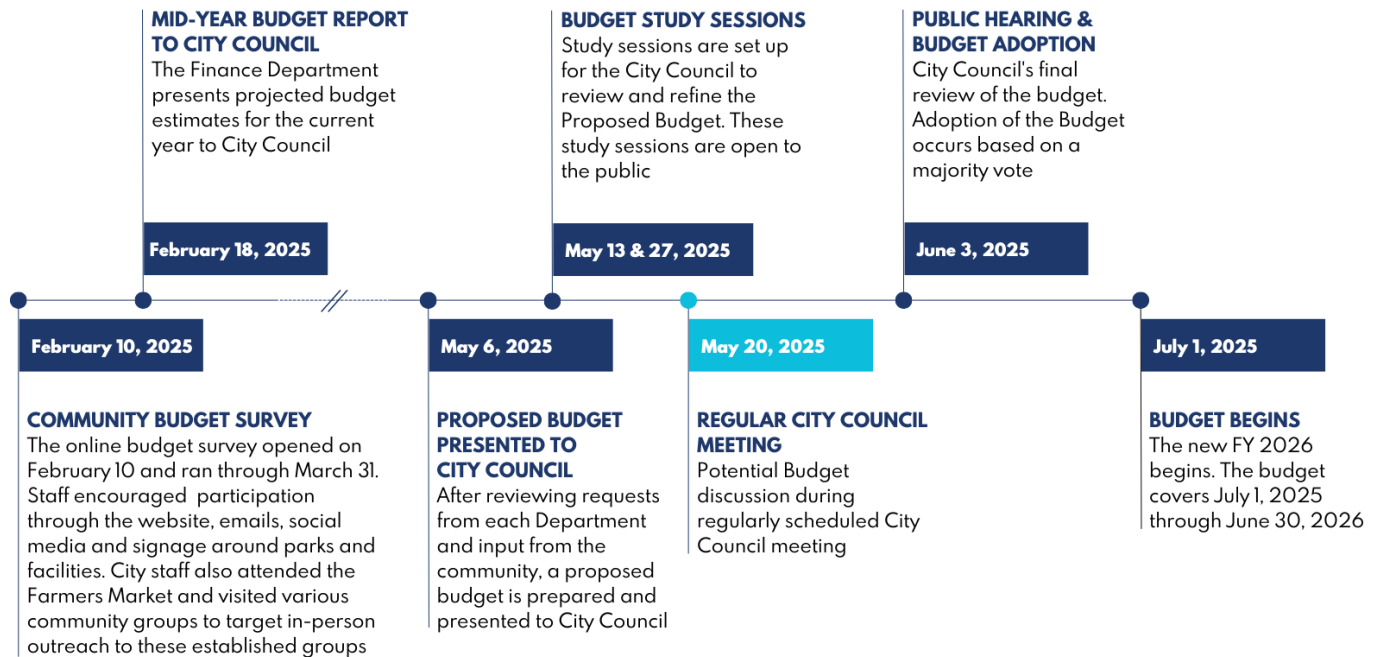 MID-YEAR BUDGET REPORT
TO CITY COUNCIL
The Finance Department
presents projected budget
estimates for the current
year to City Council
February 18, 2025
BUDGET STUDY SESSIONS
Study sessions are set up
for the City Council to
review and refine the
Proposed Budget. These
study sessions are open to
the public
May 13 & 27, 2025
PUBLIC HEARING &
BUDGET ADOPTION
City Council's final
review of the budget.
Adoption of the Budget
occurs based on a
majority vote
June 3, 2025
February 10, 2025
COMMUNITY BUDGET SURVEY
The online budget survey opened on
February 10 and ran through March 31.
Staff encouraged  participation
through the website, emails, social
media and signage around parks and
facilities. City staff also attended the
Farmers Market and visited various
community groups to target in-person
outreach to these established groups
May 6, 2025
PROPOSED BUDGET
PRESENTED TO
CITY COUNCIL
After reviewing requests
from each Department
and input from the
community, a proposed
budget is prepared and
presented to City Council
May 20, 2025
REGULAR CITY COUNCIL
MEETING
Potential Budget
discussion during
regularly scheduled City
Council meeting
July 1, 2025
BUDGET BEGINS
The new FY 2026
begins. The budget
covers July 1, 2025
through June 30, 2026